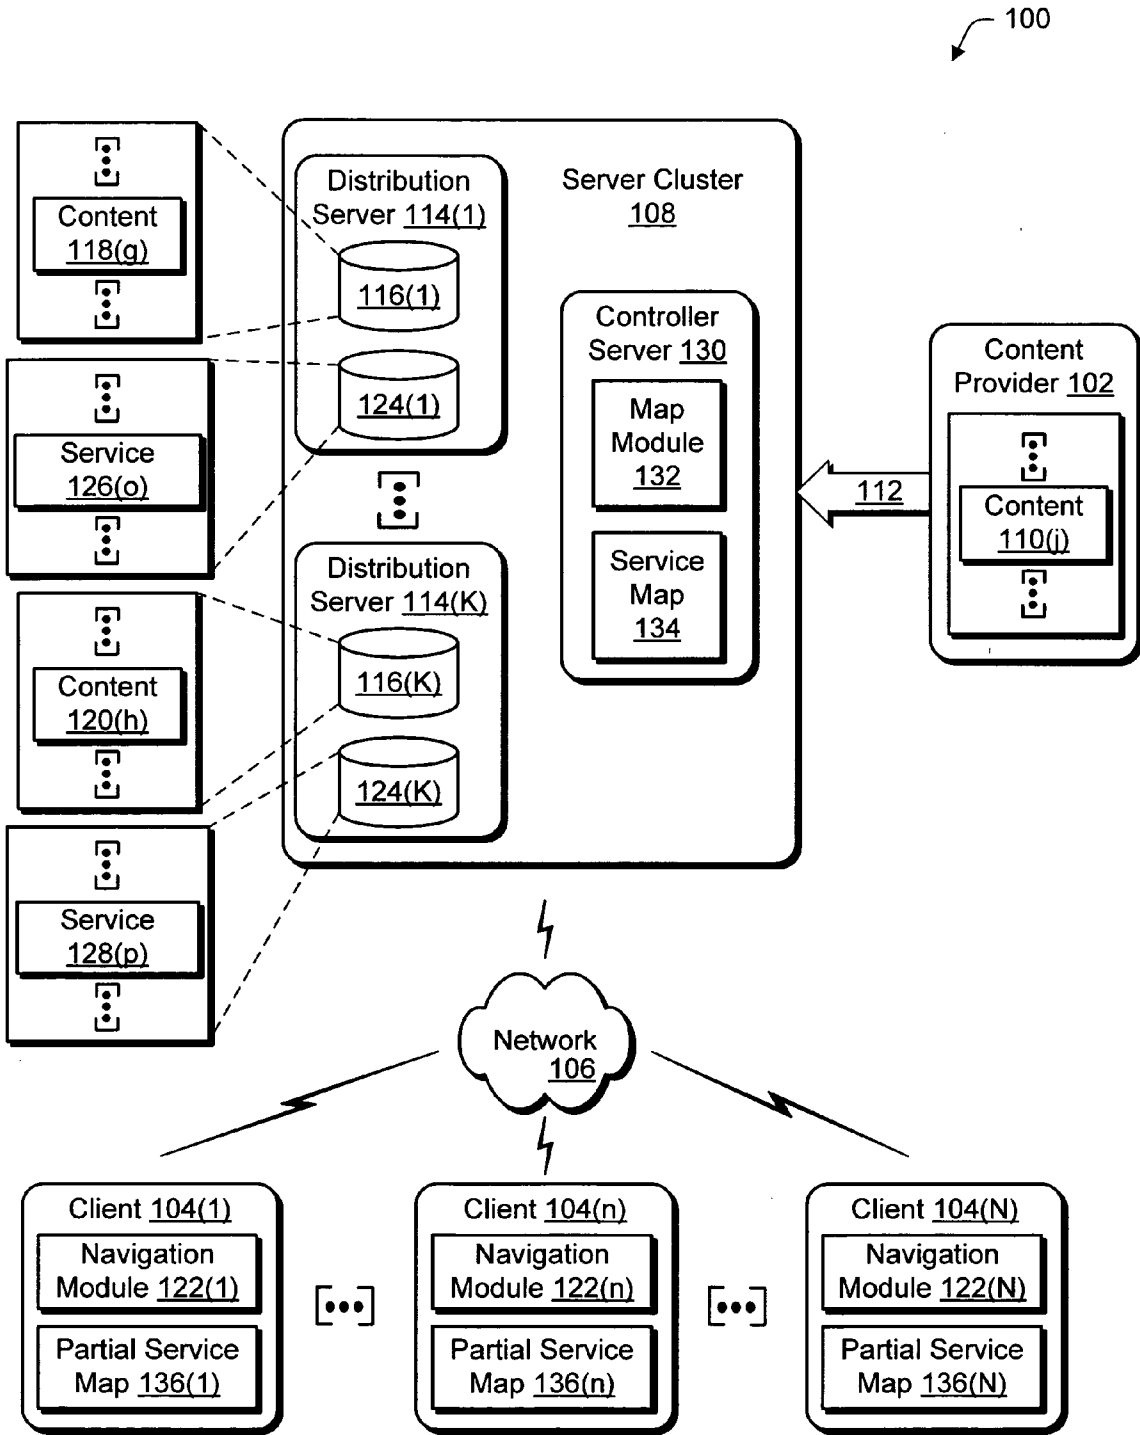 100
Content
118(g)
Service
126(o)
Content
120(h)
Service
128(p)
Distribution
Server 114(1)
116(1)
124(1)
Distribution
Server 114(K)
116(K)
124(K)
Server Cluster
108
Controller
Server 130
Map
Module
132
Service
Map
134
112
Content
Provider 102
Content
110(j)
Network
106
Client 104(1)
Navigation
Module 122(1)
Partial Service
Map 136(1)
Client 104(n)
Navigation
Module 122(n)
Partial Service
Map 136(n)
Client 104(N)
Navigation
Module 122(N)
Partial Service
Map 136(N)